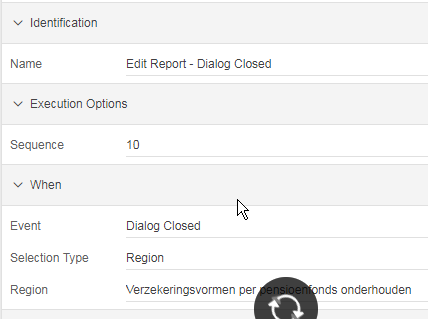 Identification
Name Edit Report - Dialog Closed
Execution Options
Sequence 10
When
Event Dialog Closed
Selection Type Region
Region Verzekeringsvormen per pensioenfonds onderhouden